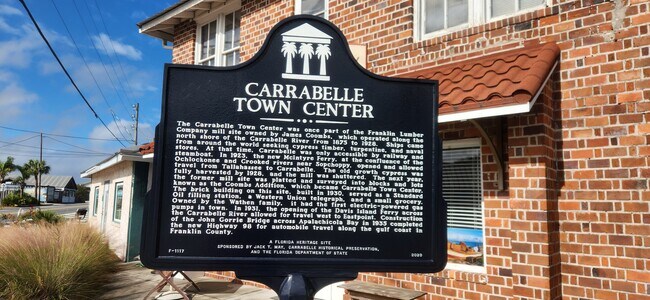 CARRABELLE
TOWN CENTER
The Carrabelle Town Center was once part of the Franklin Lumber
Company mill site owned by James Coombs, which operated along the
north shore of the Carrabelle River from 1875 to 1926. Ships came
from around the world seeking cypress timber, turpentine, and naval
stores. At that time, Carrabelle was only accessible by railway and
steamboat. In 1923, the new McIntyre Ferry, at the confluence of the
Ochlockonee and Crooked rivers near Sopchoppy, opened and allowed
travel from Tallahassee to Carrabelle. The old growth cypress was
fully harvested by 1926, and the mill was shuttered. The next year,
the former mill site was platted and surveyed into blocks and lots
known as the Coombs Addition, which became Carrabelle Town Center.
The brick building on this site, built in 1930, served as a Standard
Oil filling station, a Western Union telegraph, and a small grocery.
Owned by the Wathen family, it had the first electric-powered gas
pumps in town. In 1931, the opening of the Davis Island Ferry across
the Carrabelle River allowed for travel west to Eastpoint. Construction
of the John Gorrie Bridge across Apalachicola Bay in 1935 completed
the new Highway 98 for automobile travel along the gulf coast in
Franklin County.
A FLORIDA HERITAGE SITE
SPONSORED BY JACK T. MAY, CARRABELLE HISTORICAL PRESERVATION,
AND THE FLORIDA DEPARTMENT OF STATE
F-1177 2023